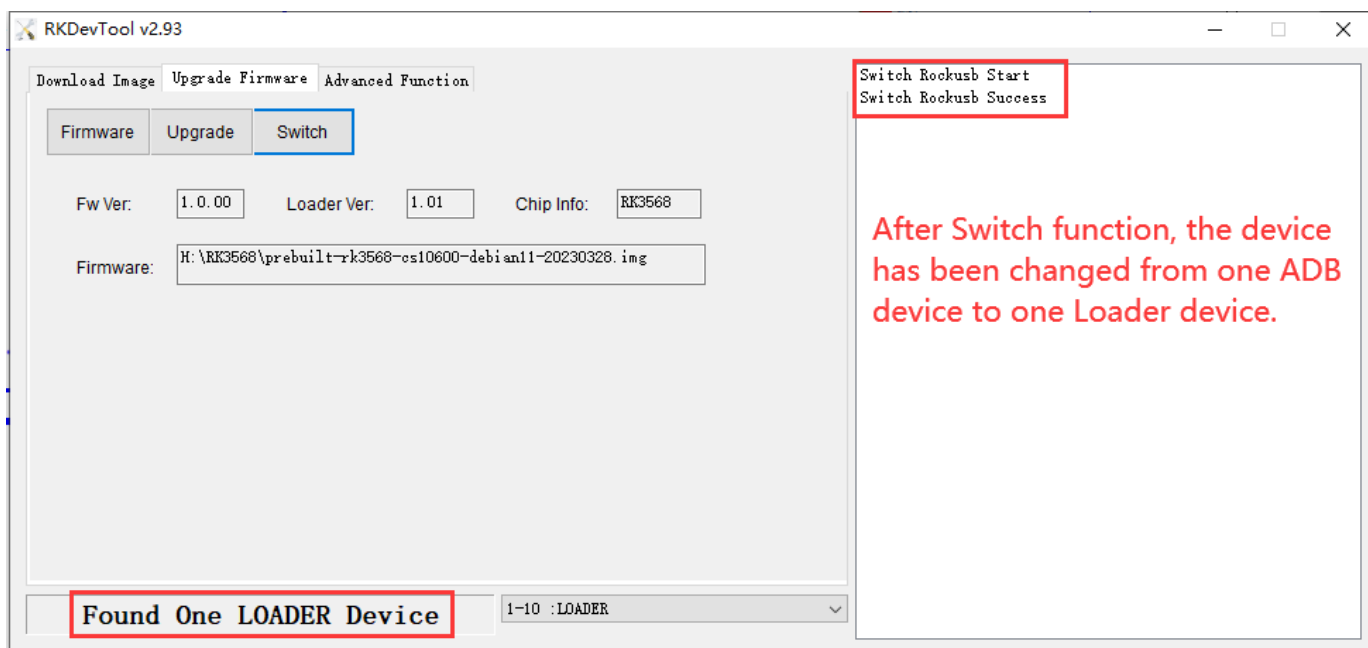 RKDevTool v2.93
Download Image Upgrade Firmware Advanced Function
Firmware Upgrade Switch
Fw Ver: 1.0.00 Loader Ver: 1.01 Chip Info: RK3568
Firmware: H:\RK3568\prebuilt-rk3568-cs10600-debian11-20230328.img
Found One LOADER Device 1-10 :LOADER
Switch Rockusb Start
Switch Rockusb Success
After Switch function, the device
has been changed from one ADB
device to one Loader device.